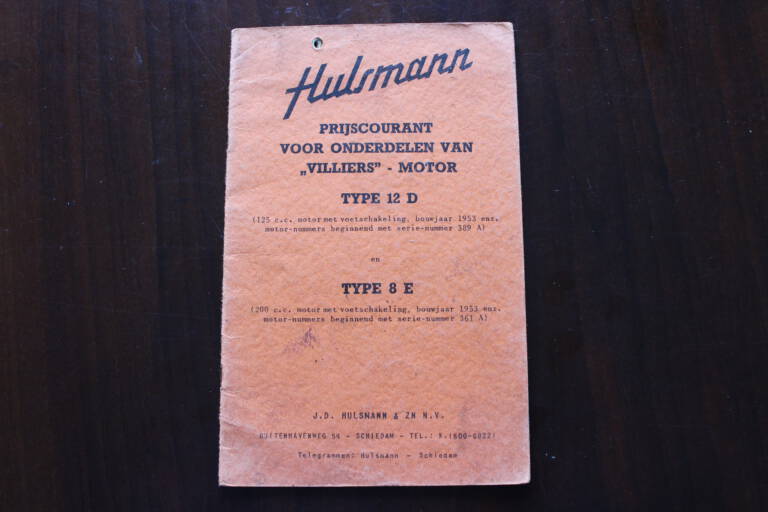 Hulsmann
PRIJSCOURANT
VOOR ONDERDELEN VAN
„VILLIERS” - MOTOR
TYPE 12 D
(125 c.c. motor met voetschakeling, bouwjaar 1953 enz.
motor-nummers beginnend met serie-nummer 389 A)
en
TYPE 8 E
(200 c.c. motor met voetschakeling, bouwjaar 1953 enz.
motor-nummers beginnend met serie-nummer 361 A)
J.D. HULSMANN & ZN N.V.
BUITENHAVENWEG 54 - SCHIEDAM - TEL.:
Telegrammen: Hulsmann - Schiedam